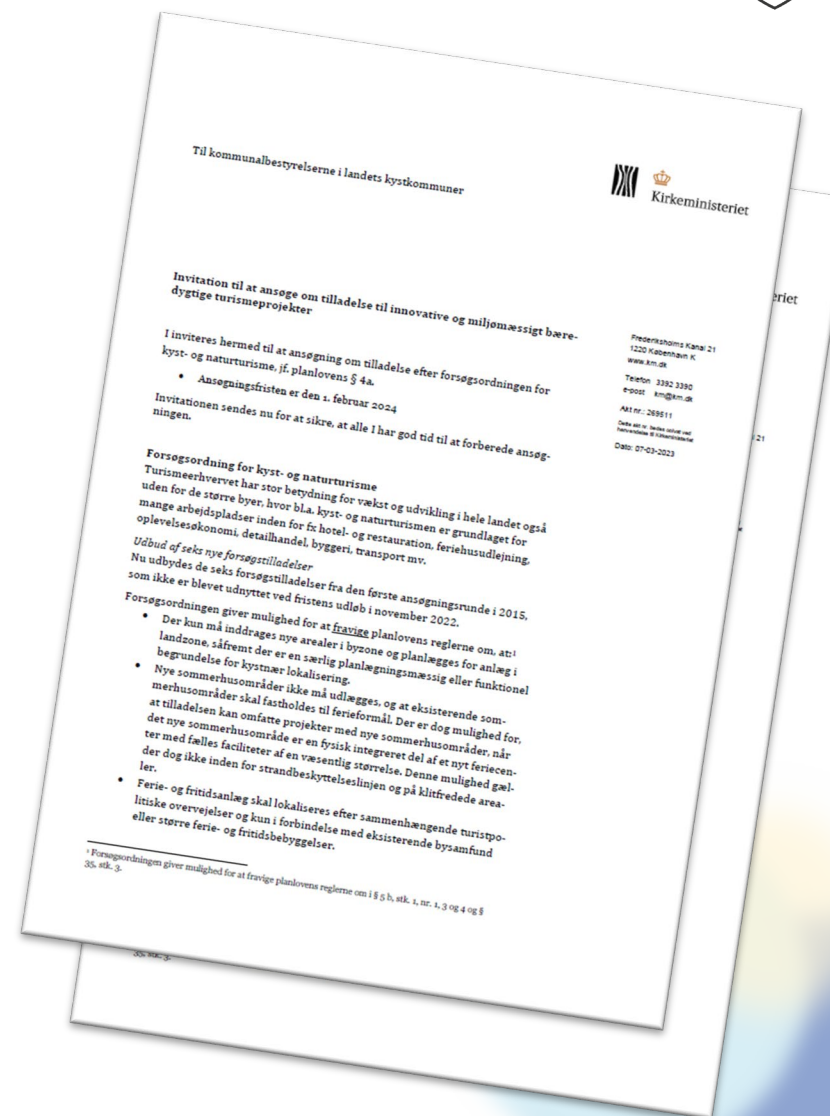 Til kommunalbestyrelserne i landets kystkommuner
Kirkeministeriet
Invitation til at ansøge om tilladelse til innovative og miljømæssigt bære-
dygtige turismeprojekter
I inviteres hermed til at ansøgning om tilladelse efter forsøgsordningen for
kyst- og naturturisme, jf. planlovens § 4a.
• Ansøgningsfristen er den 1. februar 2024
Invitationen sendes nu for at sikre, at alle I har god tid til at forberede ansøg-
ningen.
Frederiksholms Kanal 21
1220 København K
www.km.dk
Telefon 3392 3390
e-post km@km.dk
Akt nr.: 269511
Dette akt nr. bedes oplyst ved
henvendelse til Kirkeministeriet
Dato: 07-03-2023
Forsøgsordning for kyst- og naturturisme
Turismeerhvervet har stor betydning for vækst og udvikling i hele landet også
uden for de større byer, hvor bl.a. kyst- og naturturismen er grundlaget for
mange arbejdspladser inden for fx hotel- og restauration, feriehusudlejning,
oplevelsesøkonomi, detailhandel, byggeri, transport mv.
Udbud af seks nye forsøgstilladelser
Nu udbydes de seks forsøgstilladelser fra den første ansøgningsrunde i 2015,
som ikke er blevet udnyttet ved fristens udløb i november 2022.
Forsøgsordningen giver mulighed for at fravige planlovens reglerne om, at:¹
• Der kun må inddrages nye arealer i byzone og planlægges for anlæg i
landzone, såfremt der er en særlig planlægningsmæssig eller funktionel
begrundelse for kystnær lokalisering.
• Nye sommerhusområder ikke må udlægges, og at eksisterende som-
merhusområder skal fastholdes til ferieformål. Der er dog mulighed for,
at tilladelsen kan omfatte projekter med nye sommerhusområder, når
det nye sommerhusområde er en fysisk integreret del af et nyt feriecen-
ter med fælles faciliteter af en væsentlig størrelse. Denne mulighed gæl-
der dog ikke inden for strandbeskyttelseslinjen og på klitfredede area-
ler.
• Ferie- og fritidsanlæg skal lokaliseres efter sammenhængende turistpo-
litiske overvejelser og kun i forbindelse med eksisterende bysamfund
eller større ferie- og fritidsbebyggelser.
¹ Forsøgsordningen giver mulighed for at fravige planlovens reglerne om i § 5 b, stk. 1, nr. 1, 3 og 4 og §
35, stk. 3.
eriet
21
35, stk. 3.